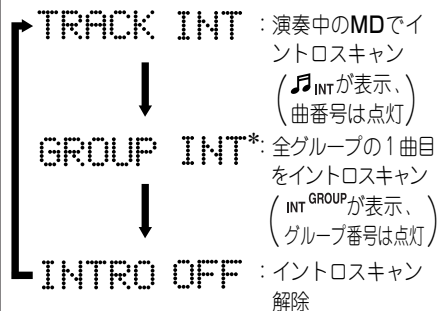 TRACK INT：演奏中のMDでイ
ントロスキャン
(♬INTが表示、
曲番号は点灯)
GROUP INT*：全グループの1曲目
をイントロスキャン
(INT GROUPが表示、
グループ番号は点灯)
INTRO OFF：イントロスキャン
解除